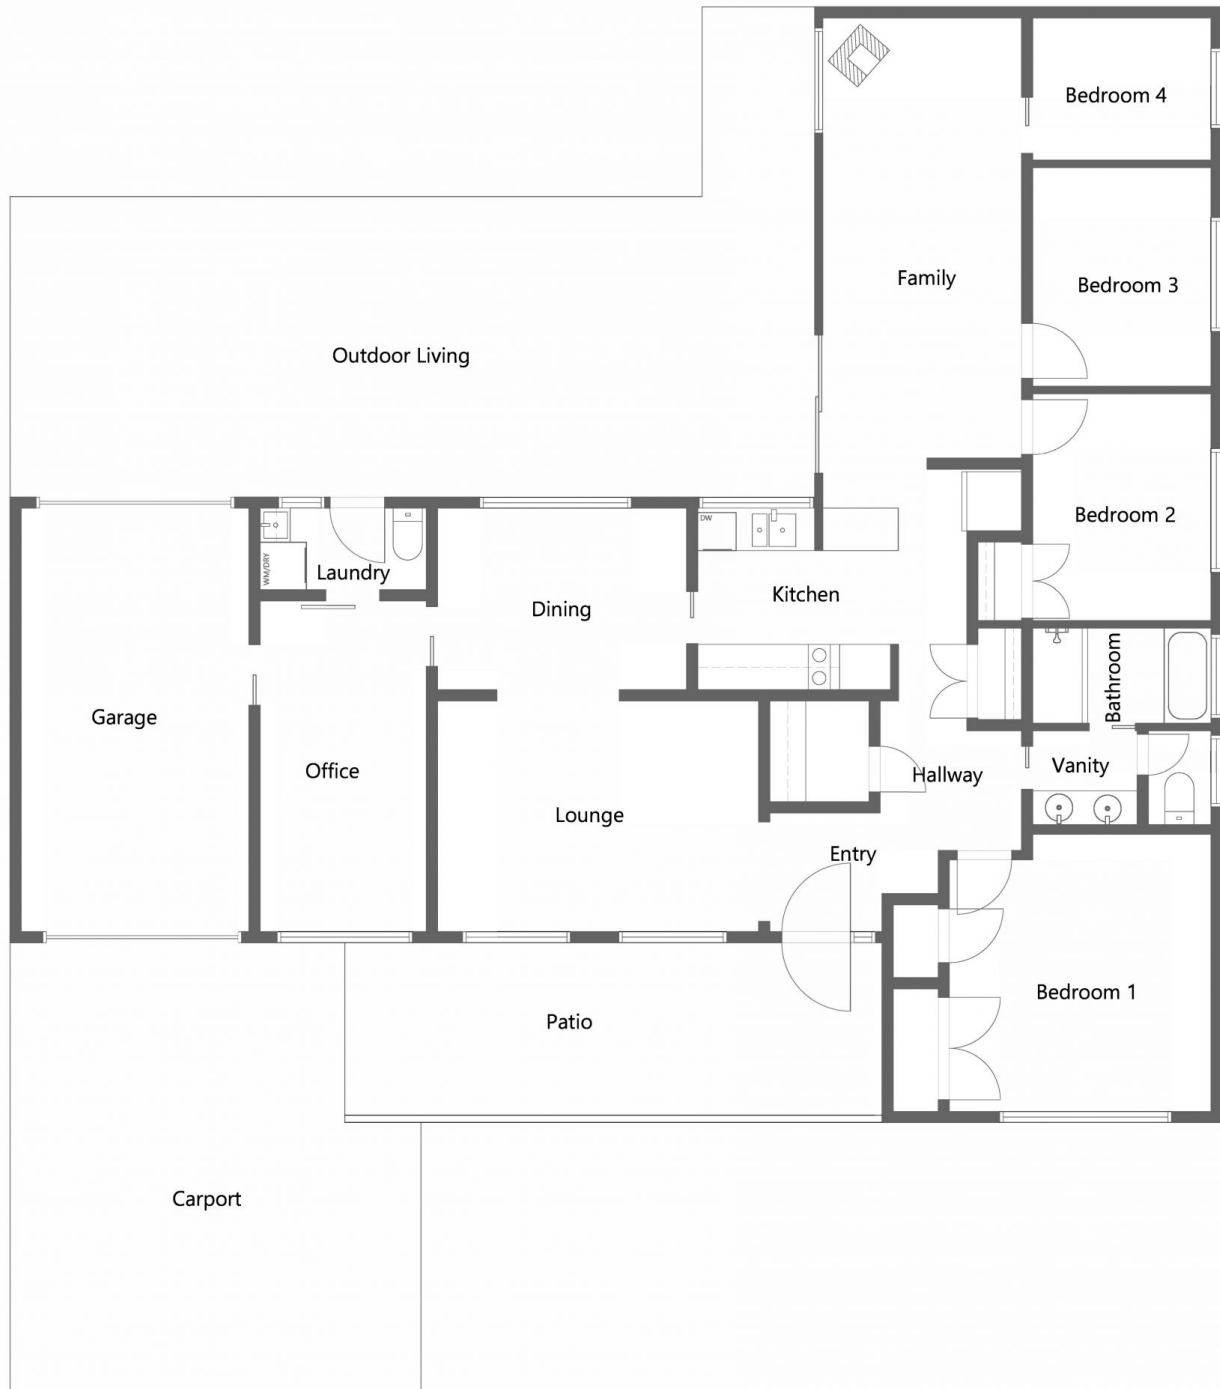 Bedroom 4
Family
Bedroom 3
Outdoor Living
Bedroom 2
DW
WM/DRY
Laundry
Kitchen
Dining
Bathroom
Garage
Office
Vanity
Hallway
Lounge
Entry
Bedroom 1
Patio
Carport